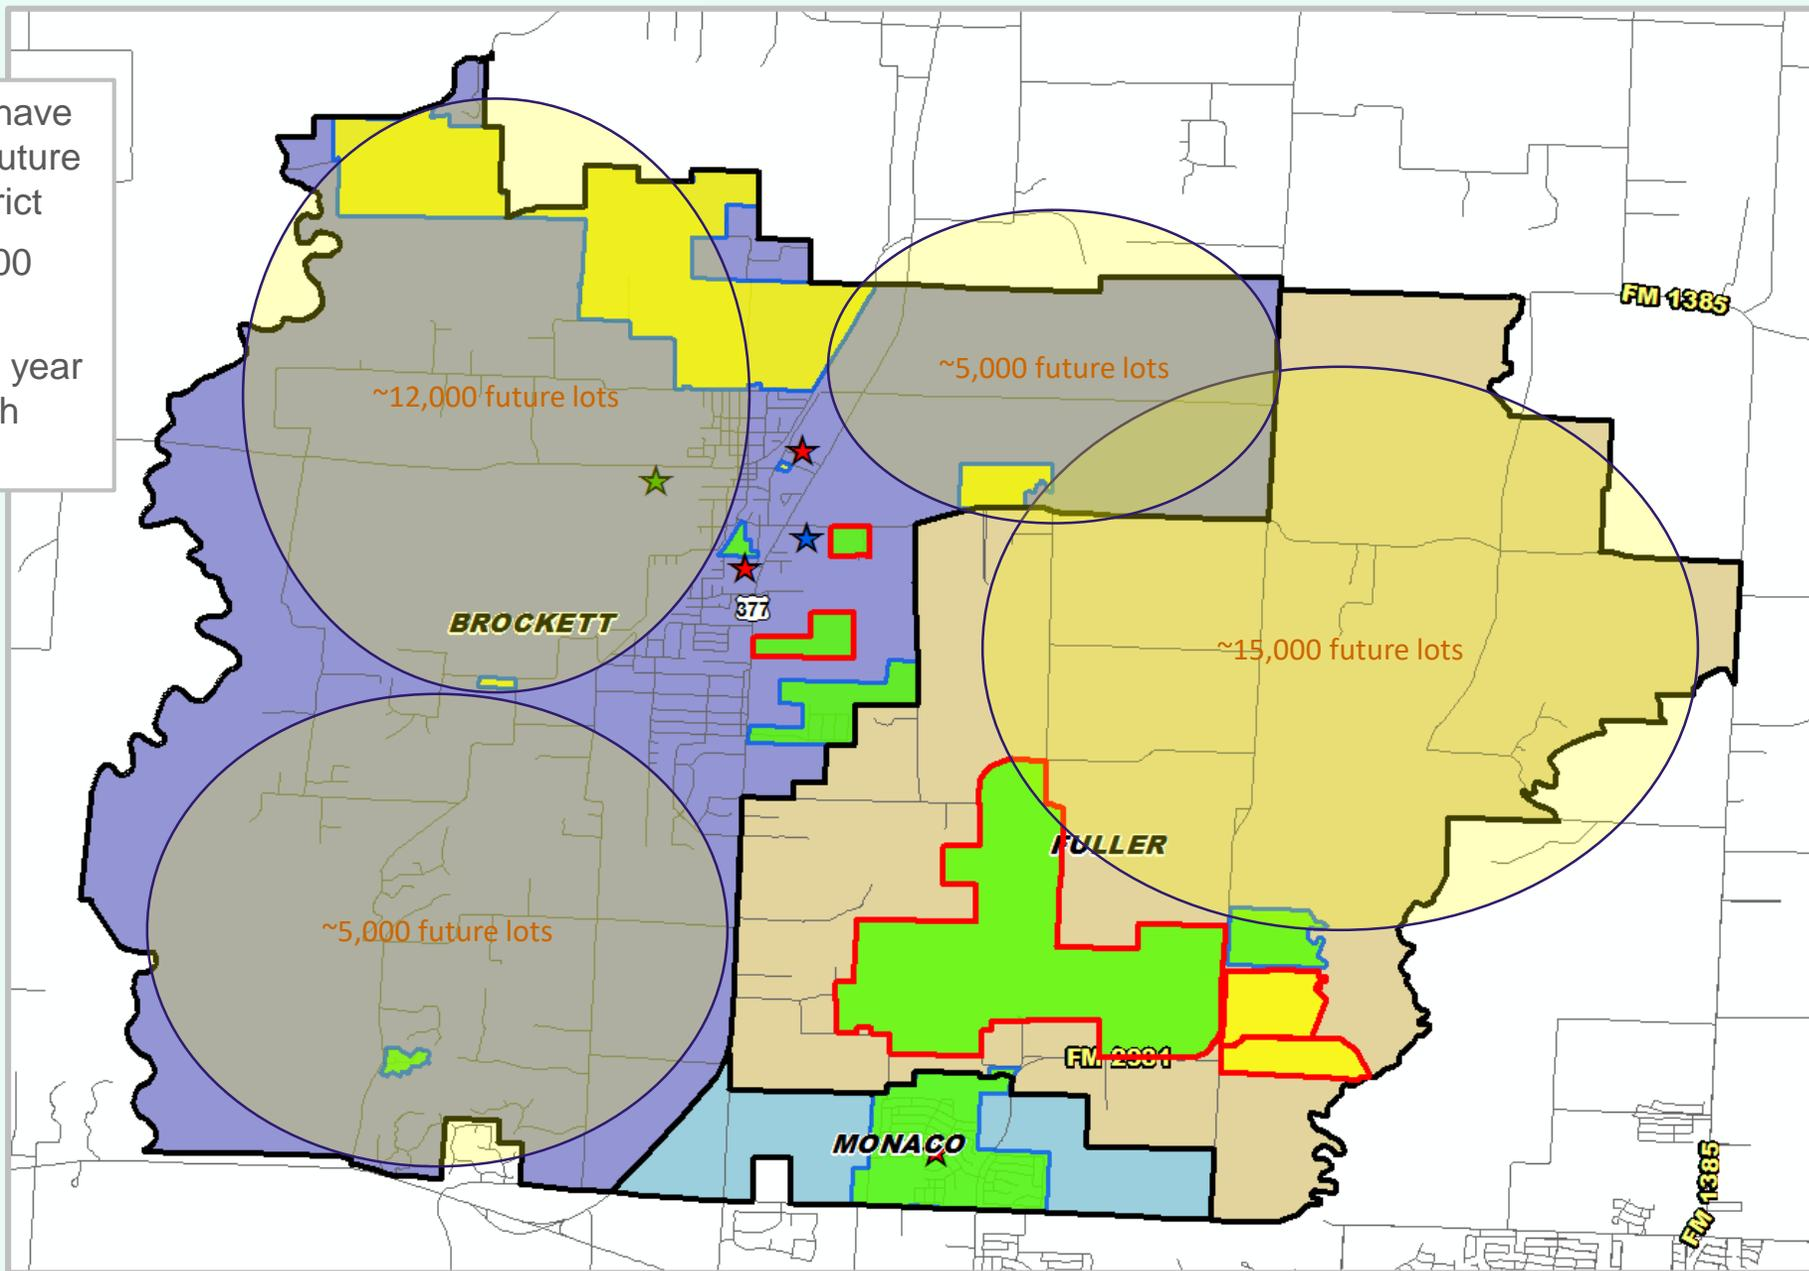 have
uture
rict
00
year
h
FM 1385
~5,000 future lots
~12,000 future lots
377
BROCKETT
~15,000 future lots
FULLER
~5,000 future lots
FM
MONACO
FM 1385